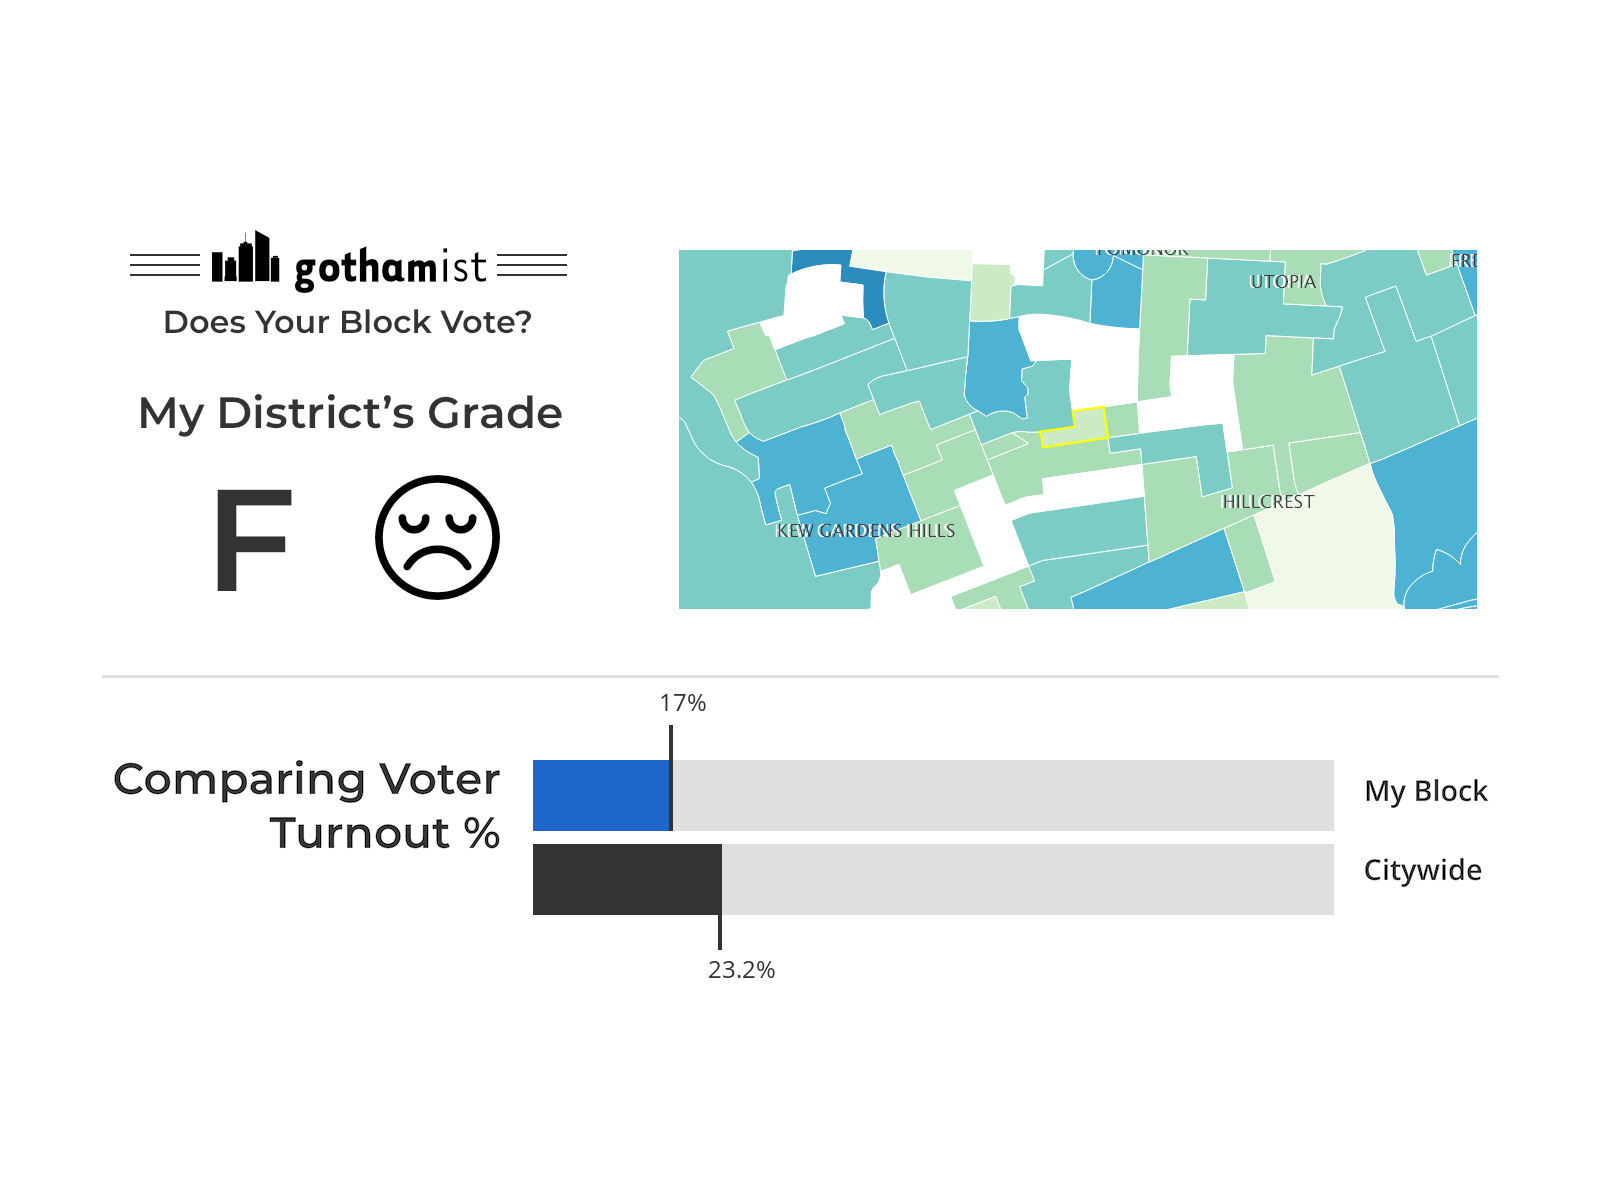 gothamist
Does Your Block Vote?
My District's Grade
F
POMONOK
UTOPIA
FRE
HILLCREST
KEW GARDENS HILLS
17%
Comparing Voter
Turnout %
My Block
Citywide
23.2%